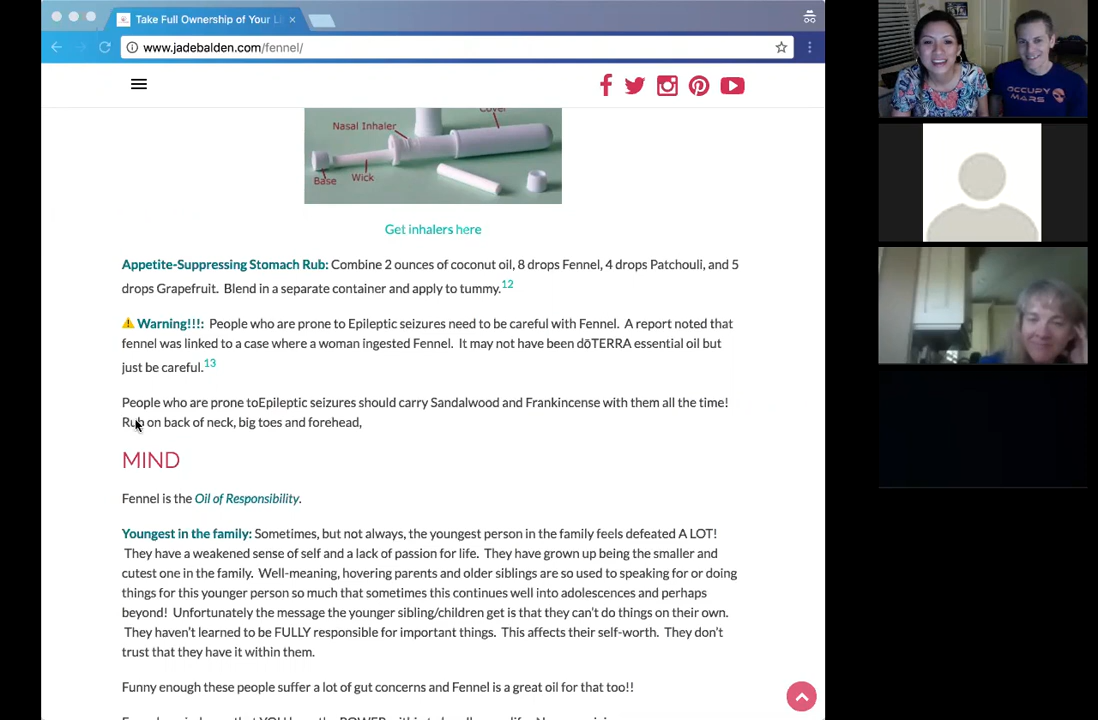 Take Full Ownership of Your Li
www.jadebalden.com/fennel/
Cover
Nasal Inhaler
Base
Wick
Get inhalers here
Appetite-Suppressing Stomach Rub: Combine 2 ounces of coconut oil, 8 drops Fennel, 4 drops Patchouli, and 5
drops Grapefruit. Blend in a separate container and apply to tummy.12
Warning!!!: People who are prone to Epileptic seizures need to be careful with Fennel. A report noted that
fennel was linked to a case where a woman ingested Fennel. It may not have been dōTERRA essential oil but
just be careful.13
People who are prone toEpileptic seizures should carry Sandalwood and Frankincense with them all the time!
Rub on back of neck, big toes and forehead,
MIND
Fennel is the Oil of Responsibility.
Youngest in the family: Sometimes, but not always, the youngest person in the family feels defeated A LOT!
They have a weakened sense of self and a lack of passion for life. They have grown up being the smaller and
cutest one in the family. Well-meaning, hovering parents and older siblings are so used to speaking for or doing
things for this younger person so much that sometimes this continues well into adolescences and perhaps
beyond! Unfortunately the message the younger sibling/children get is that they can't do things on their own.
They haven't learned to be FULLY responsible for important things. This affects their self-worth. They don't
trust that they have it within them.
Funny enough these people suffer a lot of gut concerns and Fennel is a great oil for that too!!
OCCUPY
MARS